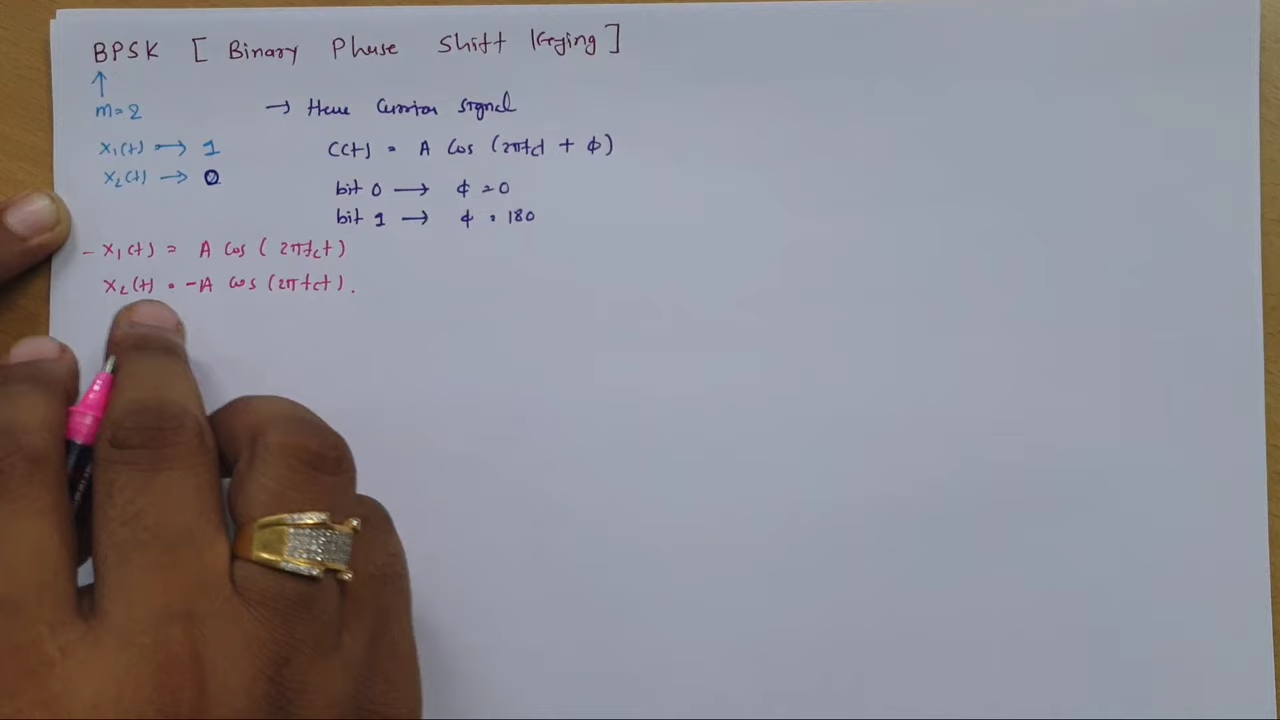 BPSK [ Binary Phase Shift Keying ]
↑
m=2
x₁(t) → 1
x₂(t) → 0
→ Here Carrier signal
C(t) = A Cos (2πfct + ϕ)
bit 0 → ϕ = 0
bit 1 → ϕ = 180
- x₁(t) = A Cos ( 2πfct )
x₂(t) = -A Cos (2πfct).